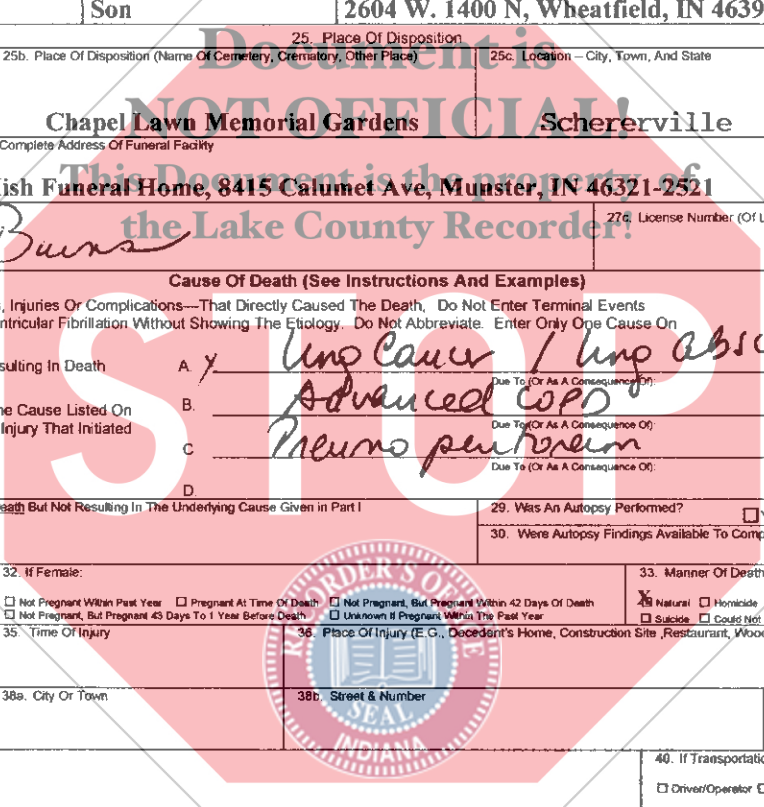 Son
2604 W. 1400 N, Wheatfield, IN 4639
25. Place Of Disposition
25b. Place Of Disposition (Name Of Cemetery, Crematory, Other Place)
25c. Location – City, Town, And State
Document is
NOT OFFICIAL!
Chapel Lawn Memorial Gardens
Schererville
Complete Address Of Funeral Facility
This Document is the property of
ish Funeral Home, 8415 Calumet Ave, Munster, IN 46321-2521
the Lake County Recorder!
27c. License Number (Of L
Burns
Cause Of Death (See Instructions And Examples)
, Injuries Or Complications—That Directly Caused The Death, Do Not Enter Terminal Events
ntricular Fibrillation Without Showing The Etiology. Do Not Abbreviate. Enter Only One Cause On
sulting In Death
A. Lung Cancer / lung absc
Due To (Or As A Consequence Of):
B. Advanced COPD
ne Cause Listed On
Due To (Or As A Consequence Of):
Injury That Initiated
C Pneumo
Due To (Or As A Consequence Of):
D.
STOP
eath But Not Resulting In The Underlying Cause Given in Part I
29. Was An Autopsy Performed?
30. Were Autopsy Findings Available To Comp
32. If Female:
33. Manner Of Death
Not Pregnant Within Past Year
Pregnant At Time Of Death
Not Pregnant, But Pregnant Within 42 Days Of Death
X Natural
Homicide
Not Pregnant, But Pregnant 43 Days To 1 Year Before Death
Unknown If Pregnant Within The Past Year
Suicide
Could Not
35. Time Of Injury
36. Place Of Injury (E.G., Decedent's Home, Construction Site ,Restaurant, Wood
38a. City Or Town
38b. Street & Number
RECORDER'S OFFICE
SEAL
INDIANA
40. If Transportatio
Driver/Operator